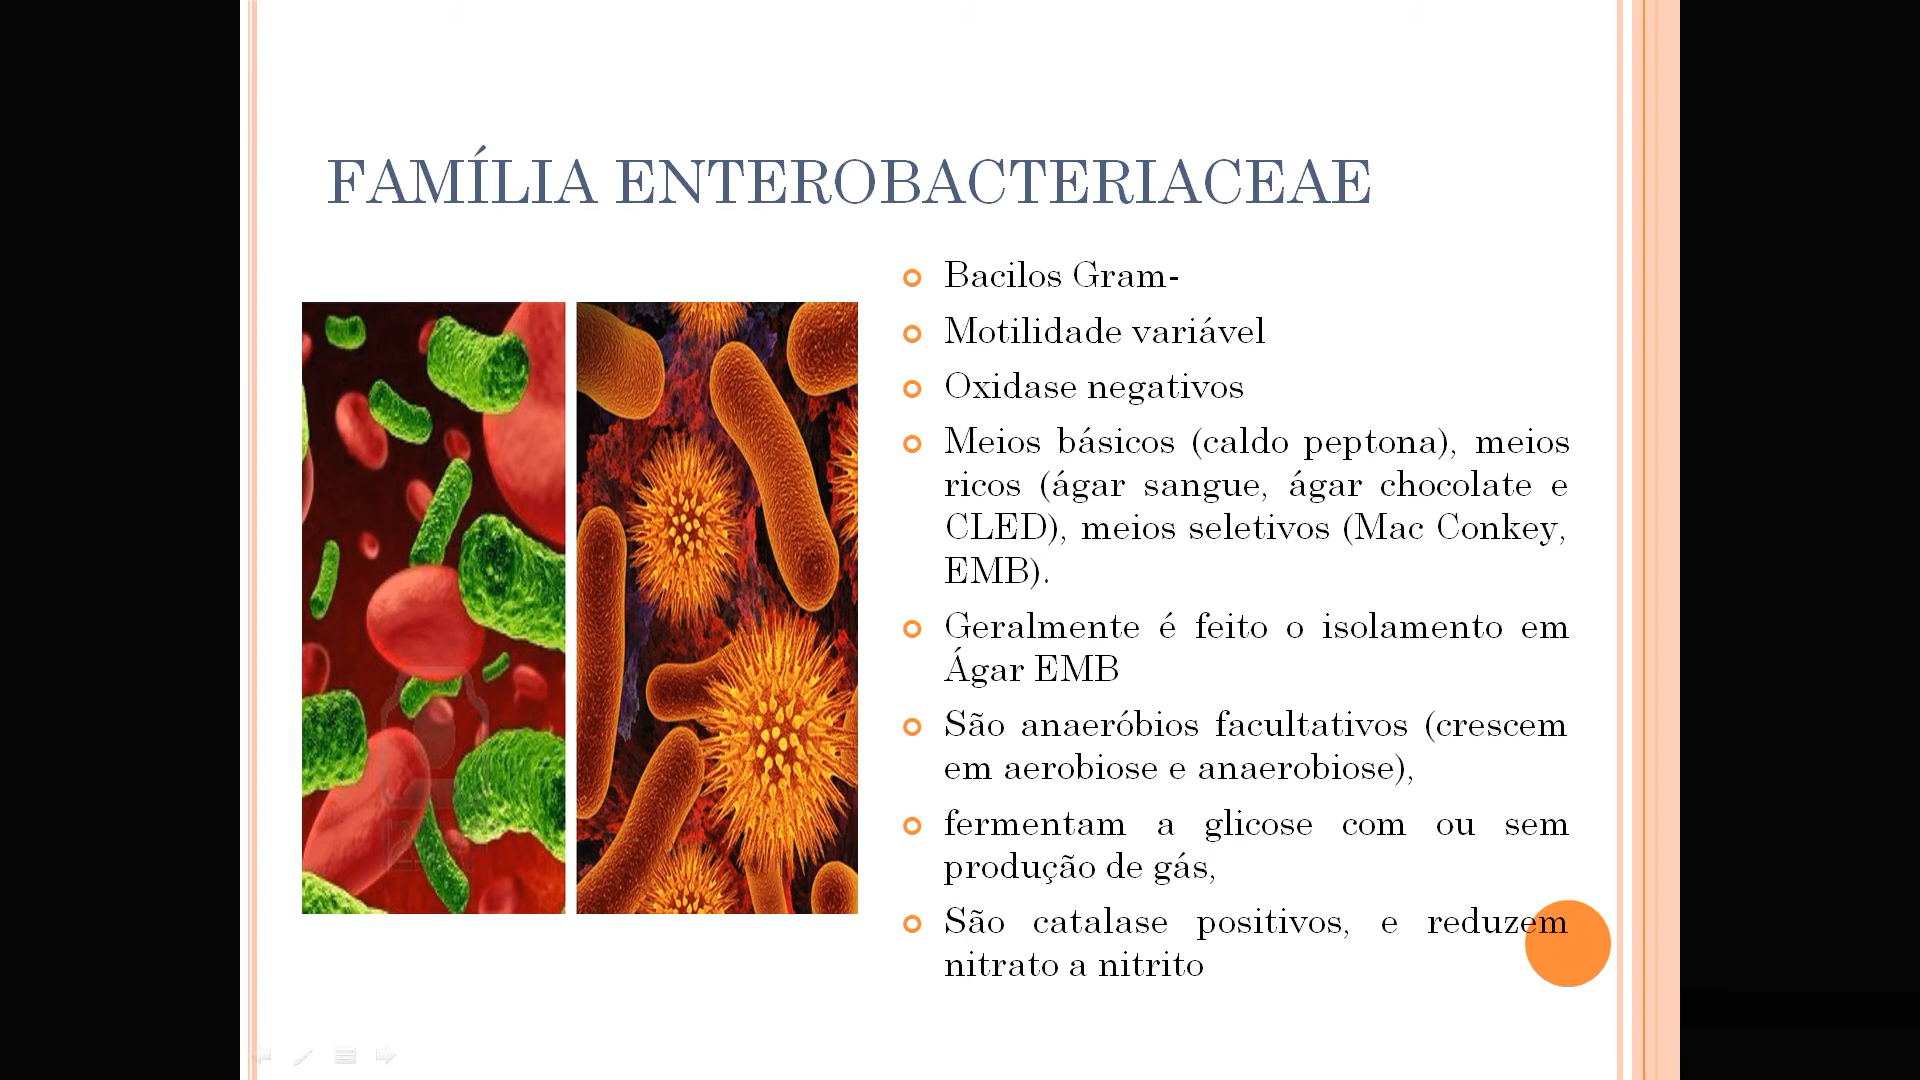 FAMÍLIA ENTEROBACTERIACEAE
Bacilos Gram-
Motilidade variável
Oxidase negativos
Meios básicos (caldo peptona), meios
ricos (ágar sangue, ágar chocolate e
CLED), meios seletivos (Mac Conkey,
EMB).
Geralmente é feito o isolamento em
Ágar EMB
São anaeróbios facultativos (crescem
em aerobiose e anaerobiose),
fermentam a glicose com ou sem
produção de gás,
São catalase positivos, e reduzem
nitrato a nitrito